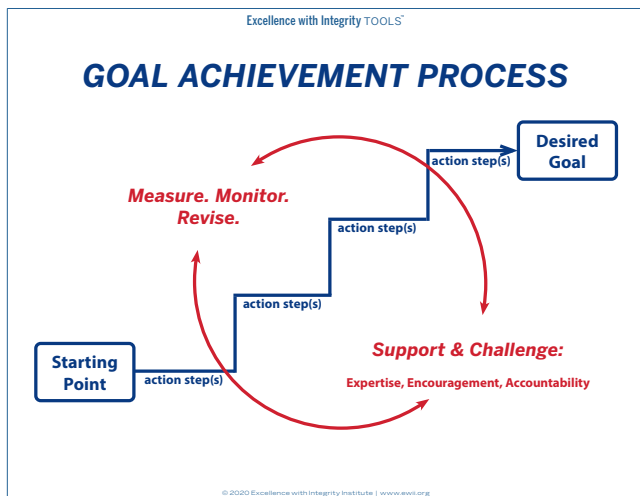 Excellence with Integrity TOOLS™
GOAL ACHIEVEMENT PROCESS
Desired
Goal
action step(s)
Measure. Monitor.
Revise.
action step(s)
action step(s)
Support & Challenge:
Starting
Point
action step(s)
Expertise, Encouragement, Accountability
© 2020 Excellence with Integrity Institute | www.ewii.org